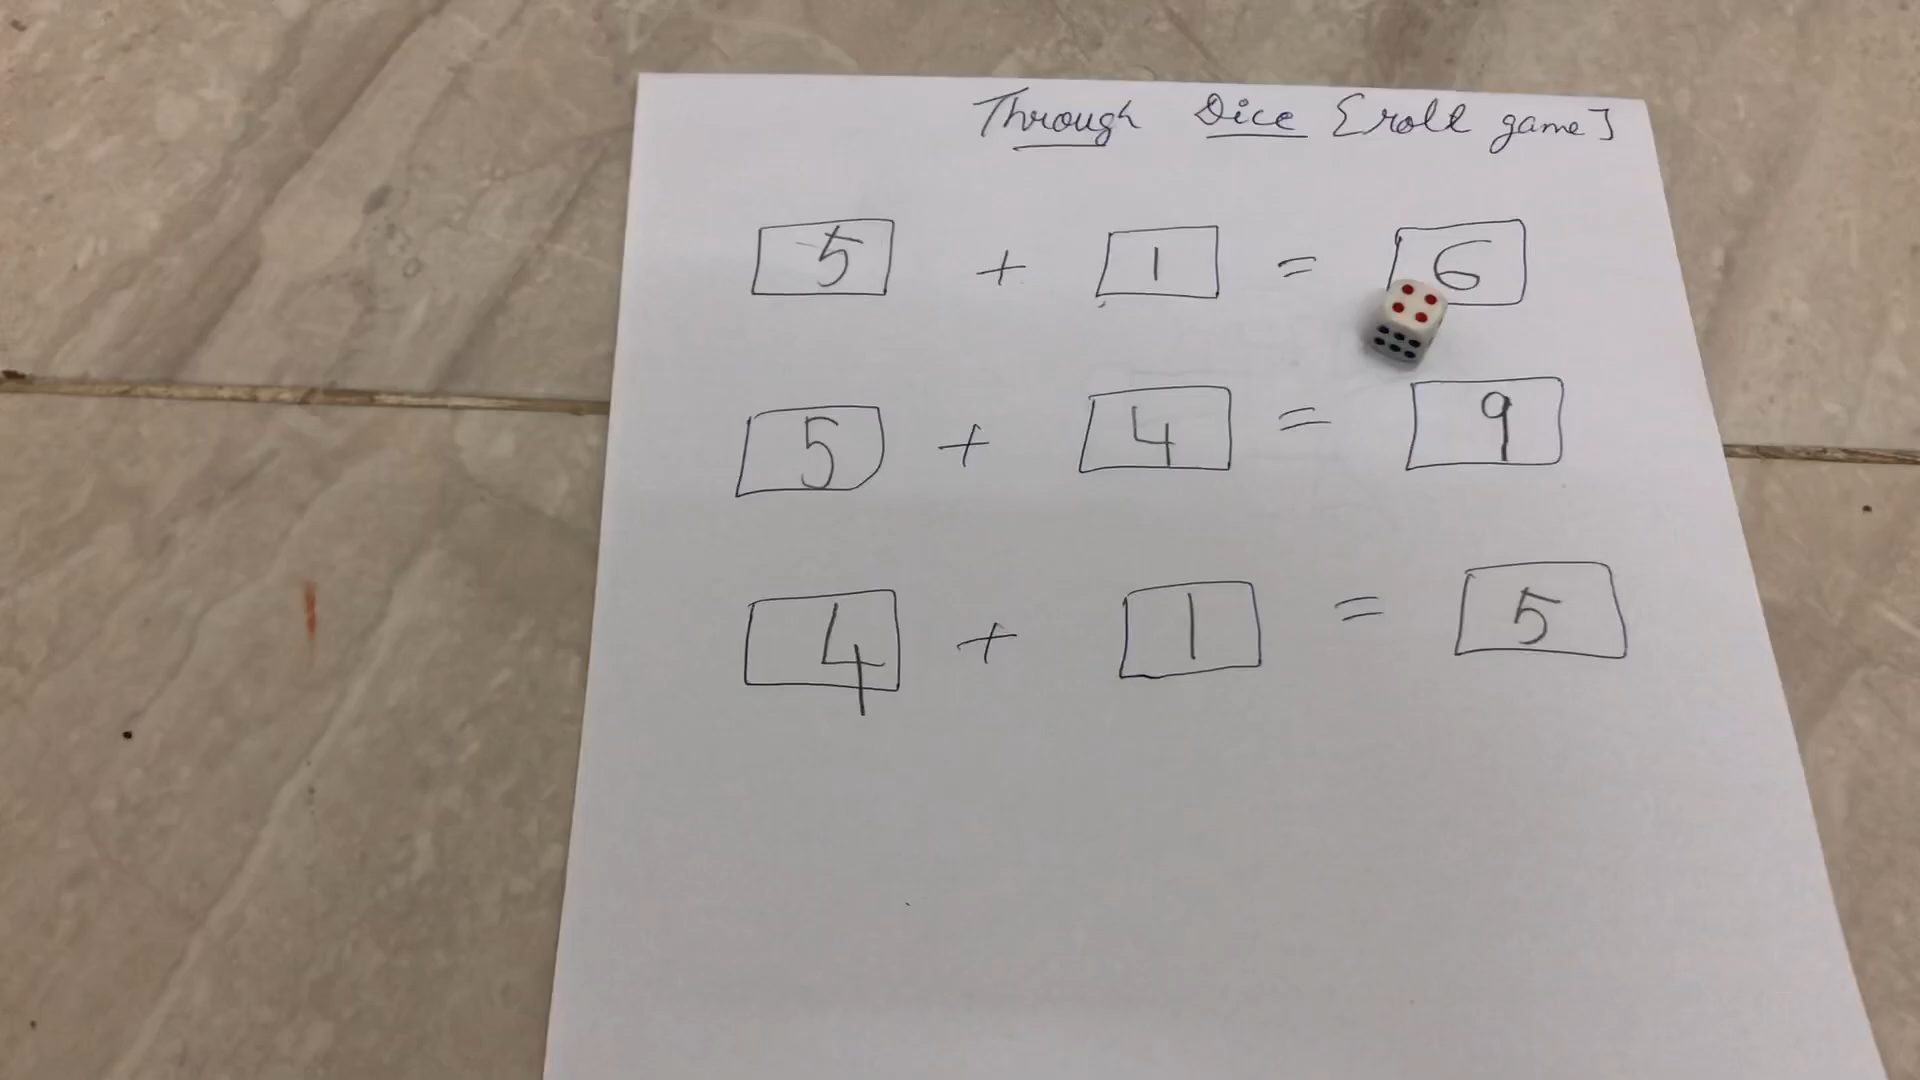 Through Dice [roll game]
5 + 1 = 6
5 + 4 = 9
4 + 1 = 5